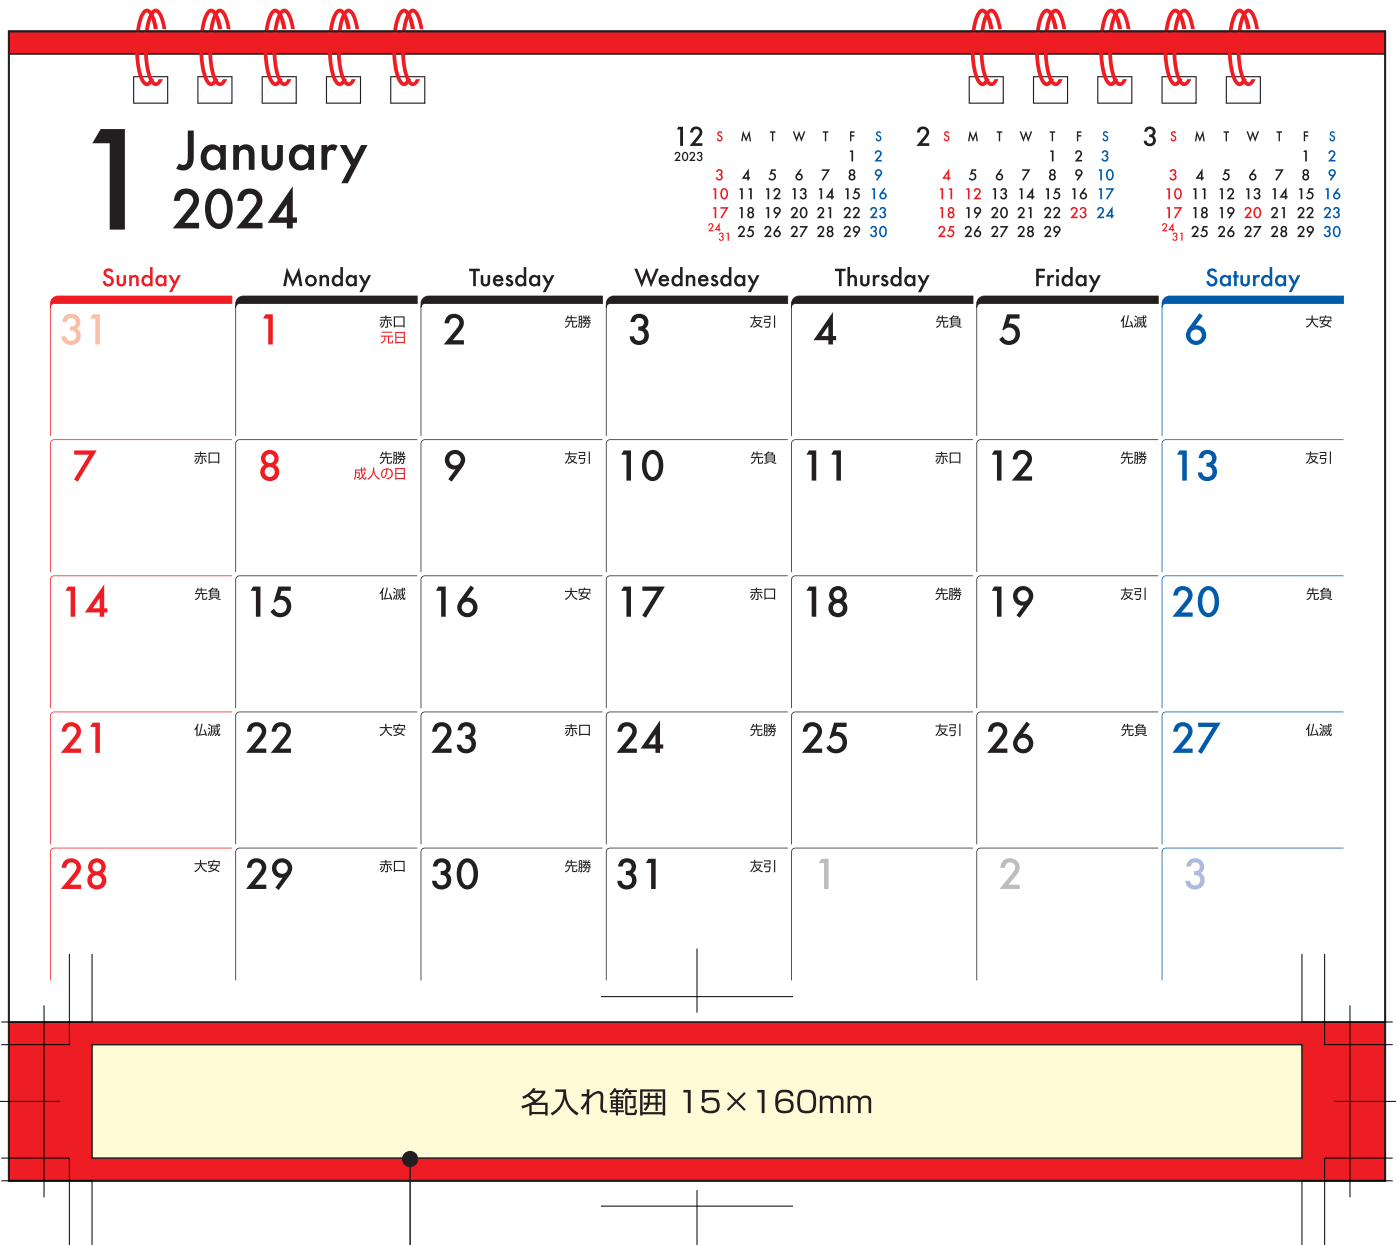 1 January
2024
12 S M T W T F S
2023 1 2
3 4 5 6 7 8 9
10 11 12 13 14 15 16
17 18 19 20 21 22 23
24 31 25 26 27 28 29 30
2 S M T W T F S
1 2 3
4 5 6 7 8 9 10
11 12 13 14 15 16 17
18 19 20 21 22 23 24
25 26 27 28 29
3 S M T W T F S
1 2
3 4 5 6 7 8 9
10 11 12 13 14 15 16
17 18 19 20 21 22 23
24 31 25 26 27 28 29 30
Sunday Monday Tuesday Wednesday Thursday Friday Saturday
31 1 赤口 2 先勝 3 友引 4 先負 5 仏滅 6 大安
元日
7 赤口 8 先勝 9 友引 10 先負 11 赤口 12 先勝 13 友引
成人の日
14 先負 15 仏滅 16 大安 17 赤口 18 先勝 19 友引 20 先負
21 仏滅 22 大安 23 赤口 24 先勝 25 友引 26 先負 27 仏滅
28 大安 29 赤口 30 先勝 31 友引 1 2 3
名入れ範囲 15×160mm